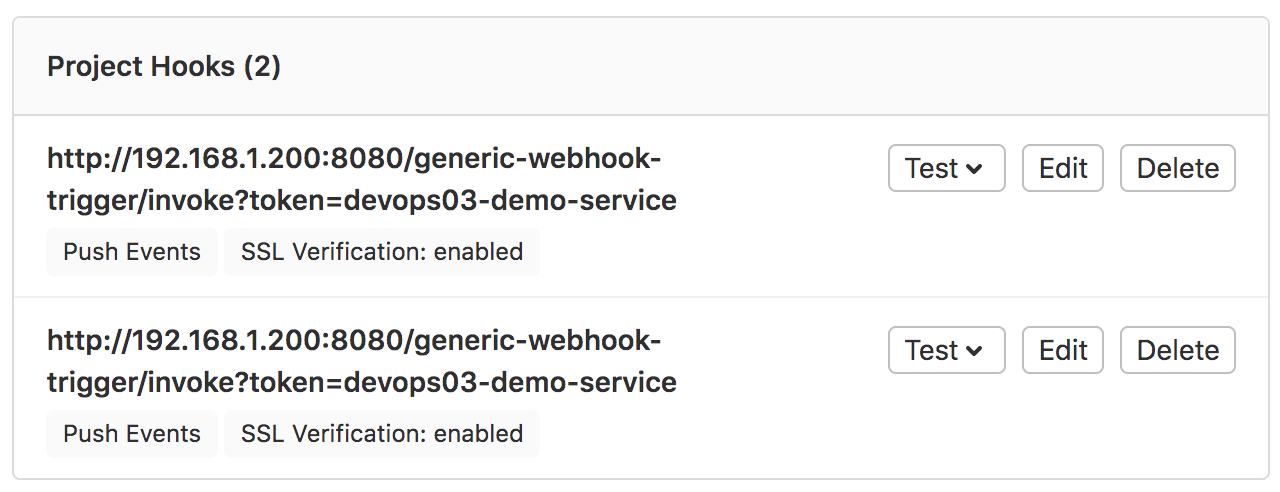 Project Hooks (2)
http://192.168.1.200:8080/generic-webhook-
trigger/invoke?token=devops03-demo-service
Test Edit Delete
Push Events SSL Verification: enabled
http://192.168.1.200:8080/generic-webhook-
trigger/invoke?token=devops03-demo-service
Test Edit Delete
Push Events SSL Verification: enabled